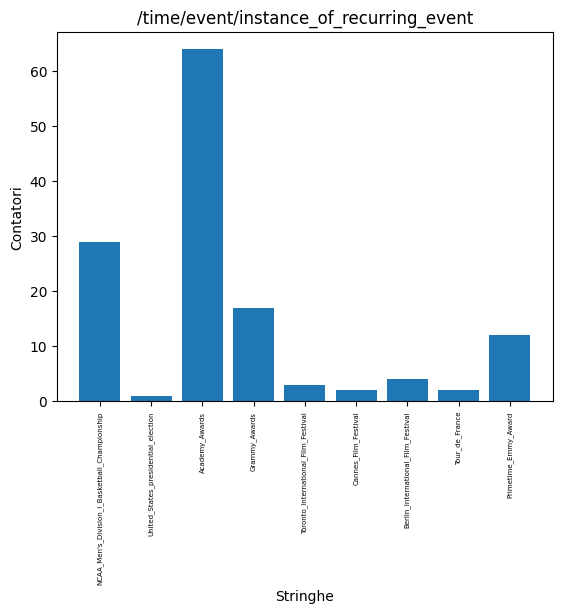 /time/event/instance_of_recurring_event
Contatori
60
50
40
30
20
10
0
NCAA_Men's_Division_I_Basketball_Championship
United_States_presidential_election
Academy_Awards
Grammy_Awards
Toronto_International_Film_Festival
Cannes_Film_Festival
Berlin_International_Film_Festival
Tour_de_France
Primetime_Emmy_Award
Stringhe